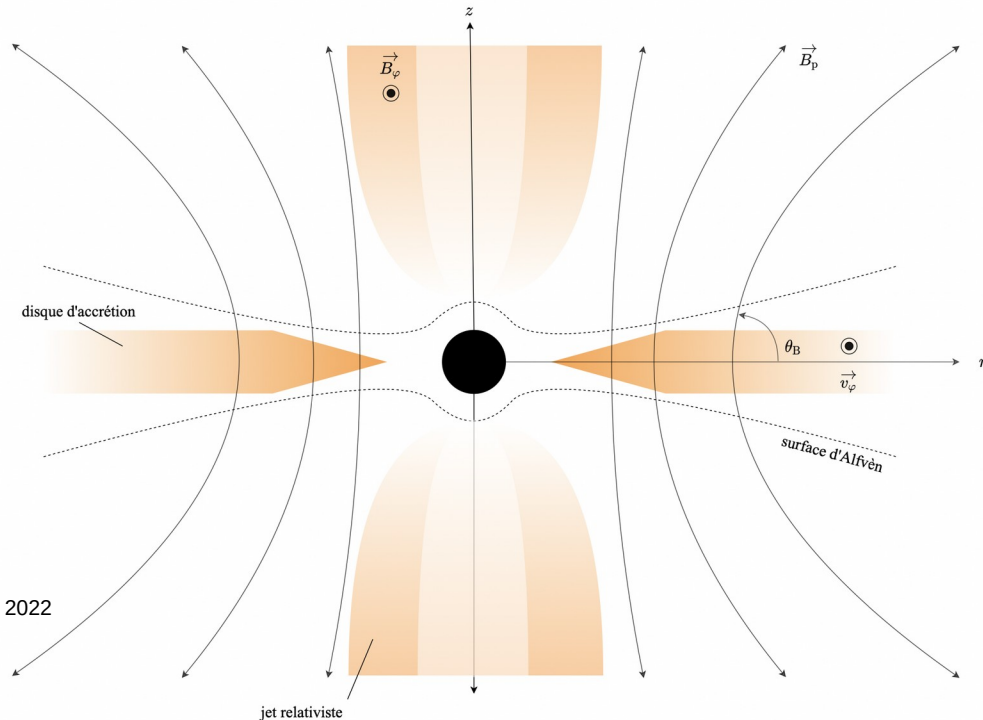 z
B⃗φ
B⃗p
disque d'accrétion
θB
r
v⃗φ
surface d'Alfvèn
2022
jet relativiste